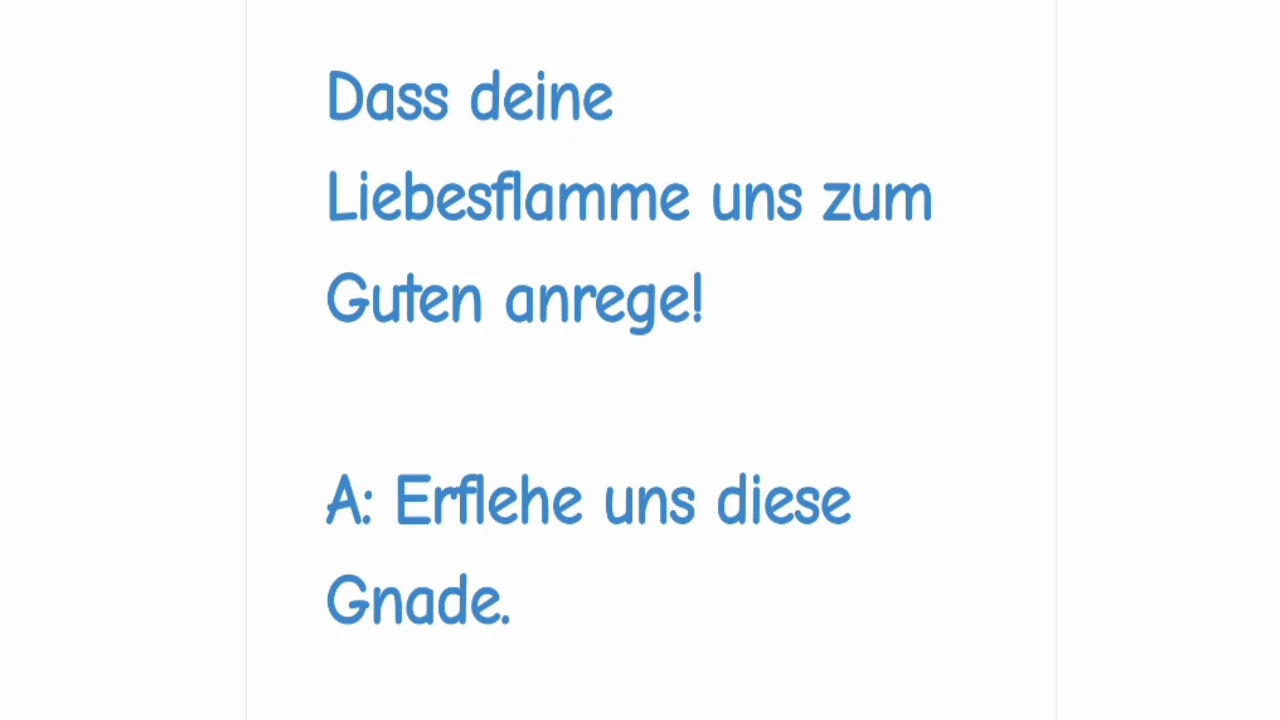 Dass deine
Liebesflamme uns zum
Guten anrege!
A: Erflehe uns diese
Gnade.